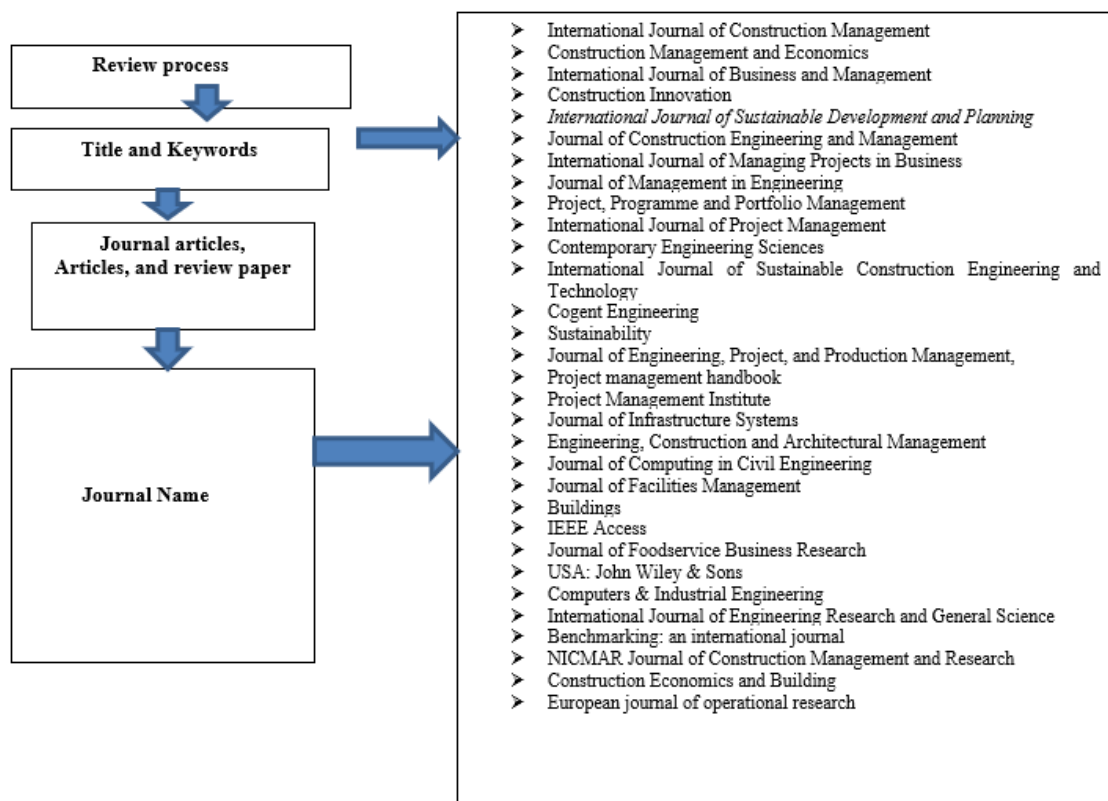 Review process
Title and Keywords
Journal articles,
Articles, and review paper
Journal Name
➢ International Journal of Construction Management
➢ Construction Management and Economics
➢ International Journal of Business and Management
➢ Construction Innovation
➢ International Journal of Sustainable Development and Planning
➢ Journal of Construction Engineering and Management
➢ International Journal of Managing Projects in Business
➢ Journal of Management in Engineering
➢ Project, Programme and Portfolio Management
➢ International Journal of Project Management
➢ Contemporary Engineering Sciences
➢ International Journal of Sustainable Construction Engineering and
Technology
➢ Cogent Engineering
➢ Sustainability
➢ Journal of Engineering, Project, and Production Management,
➢ Project management handbook
➢ Project Management Institute
➢ Journal of Infrastructure Systems
➢ Engineering, Construction and Architectural Management
➢ Journal of Computing in Civil Engineering
➢ Journal of Facilities Management
➢ Buildings
➢ IEEE Access
➢ Journal of Foodservice Business Research
➢ USA: John Wiley & Sons
➢ Computers & Industrial Engineering
➢ International Journal of Engineering Research and General Science
➢ Benchmarking: an international journal
➢ NICMAR Journal of Construction Management and Research
➢ Construction Economics and Building
➢ European journal of operational research